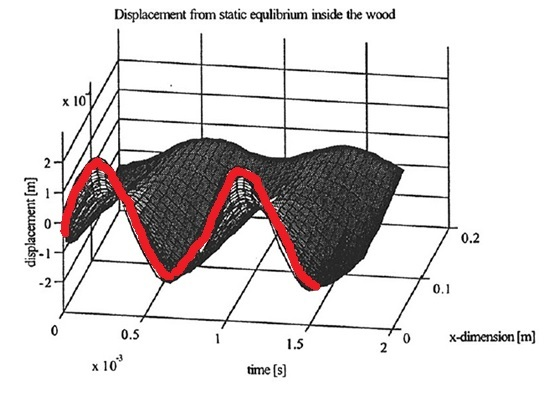 Displacement from static equlibrium inside the wood
x 10
displacement [m]
2
1
0
-1
-2
0
0.5
1
1.5
2
x 10-3
time [s]
0
0.1
0.2
x-dimension [m]